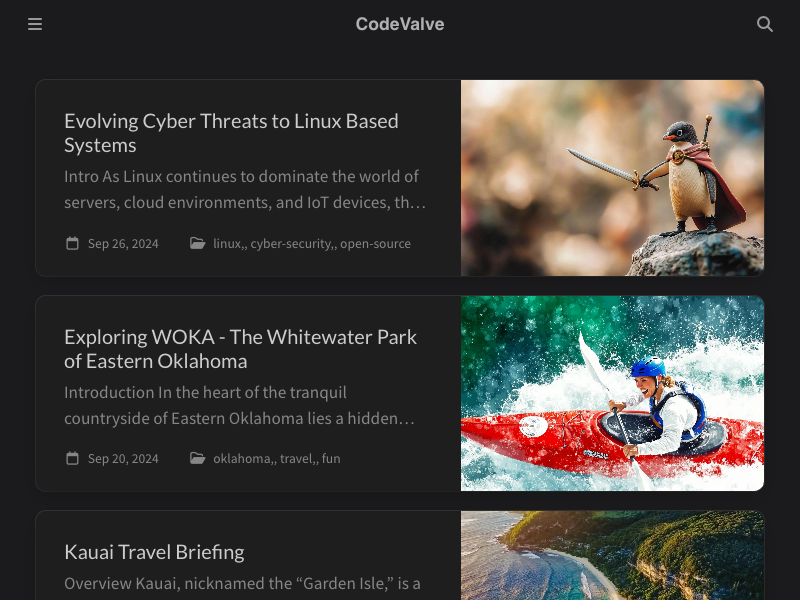 CodeValve
Evolving Cyber Threats to Linux Based
Systems
Intro As Linux continues to dominate the world of
servers, cloud environments, and IoT devices, th…
Sep 26, 2024 linux,, cyber-security,, open-source
Exploring WOKA - The Whitewater Park
of Eastern Oklahoma
Introduction In the heart of the tranquil
countryside of Eastern Oklahoma lies a hidden…
Sep 20, 2024 oklahoma,, travel,, fun
Kauai Travel Briefing
Overview Kauai, nicknamed the “Garden Isle,” is a